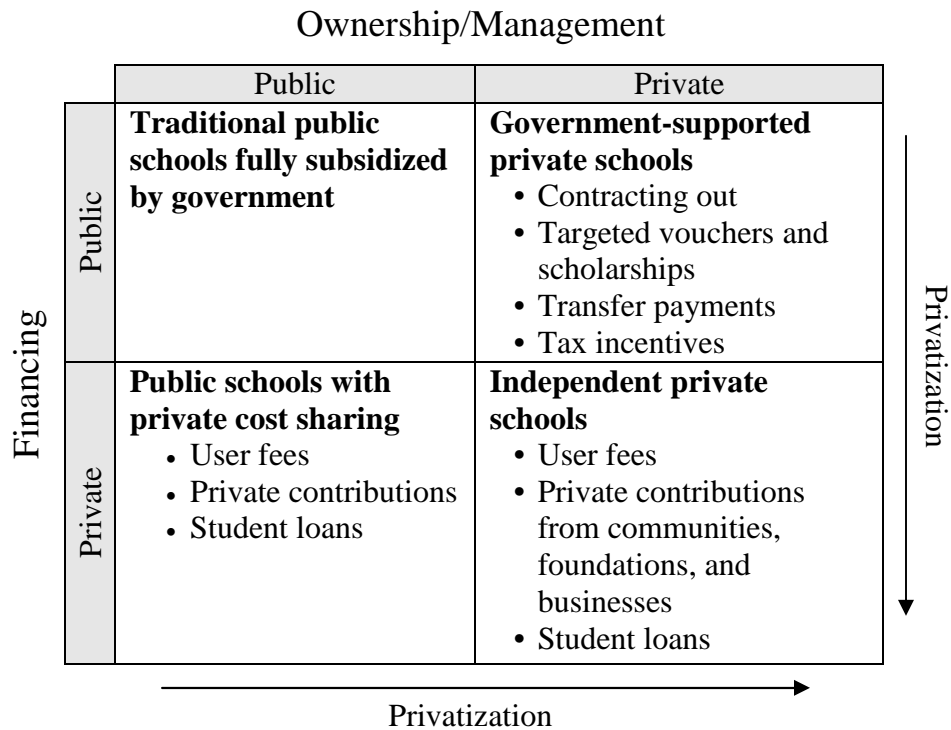 Ownership/Management
Public
Private
Financing
Public
Traditional public
schools fully subsidized
by government
Government-supported
private schools
• Contracting out
• Targeted vouchers and
scholarships
• Transfer payments
• Tax incentives
Private
Public schools with
private cost sharing
• User fees
• Private contributions
• Student loans
Independent private
schools
• User fees
• Private contributions
from communities,
foundations, and
businesses
• Student loans
Privatization
Privatization